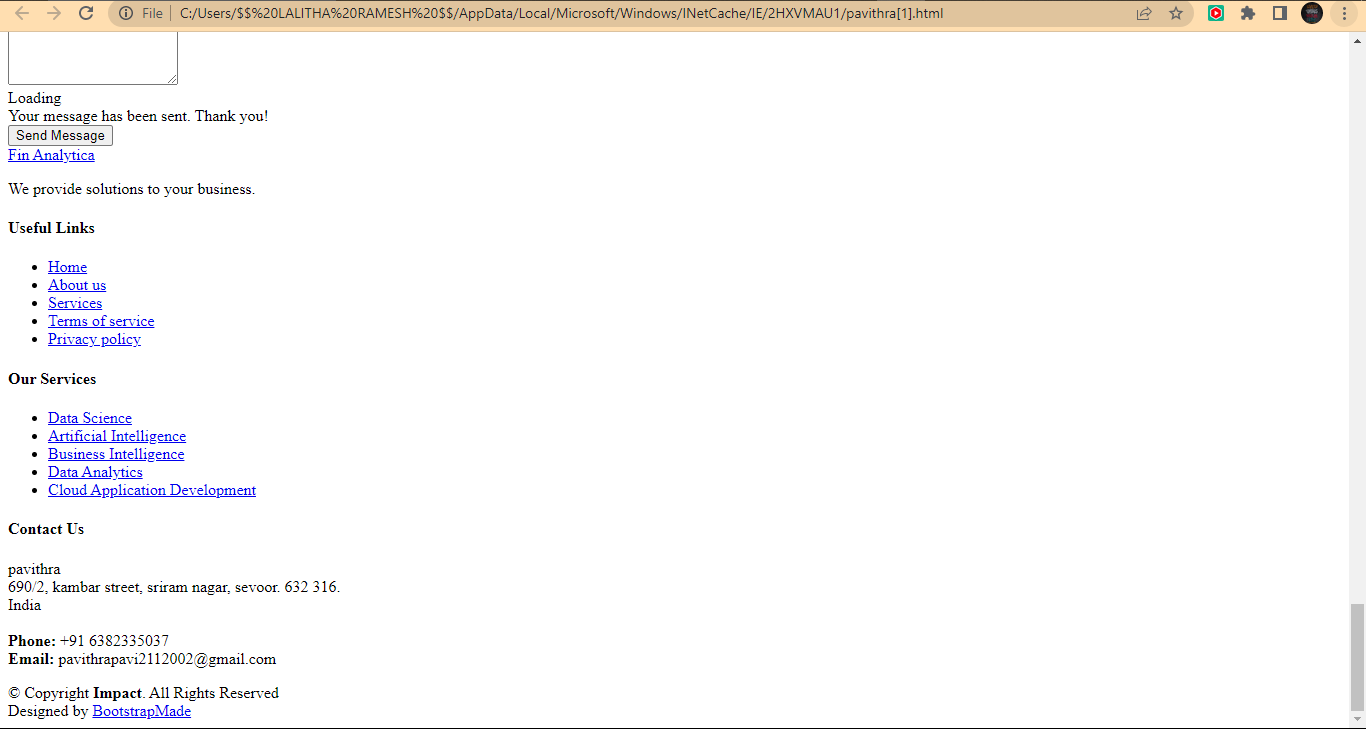 File
C:/Users/$$%20LALITHA%20RAMESH%20$$/AppData/Local/Microsoft/Windows/INetCache/IE/2HXVMAU1/pavithra[1].html
Loading
Your message has been sent. Thank you!
Send Message
Fin Analytica
We provide solutions to your business.
Useful Links
Home
About us
Services
Terms of service
Privacy policy
Our Services
Data Science
Artificial Intelligence
Business Intelligence
Data Analytics
Cloud Application Development
Contact Us
pavithra
690/2, kambar street, sriram nagar, sevoor. 632 316.
India
Phone: +91 6382335037
Email: pavithrapavi2112002@gmail.com
© Copyright Impact. All Rights Reserved
Designed by BootstrapMade